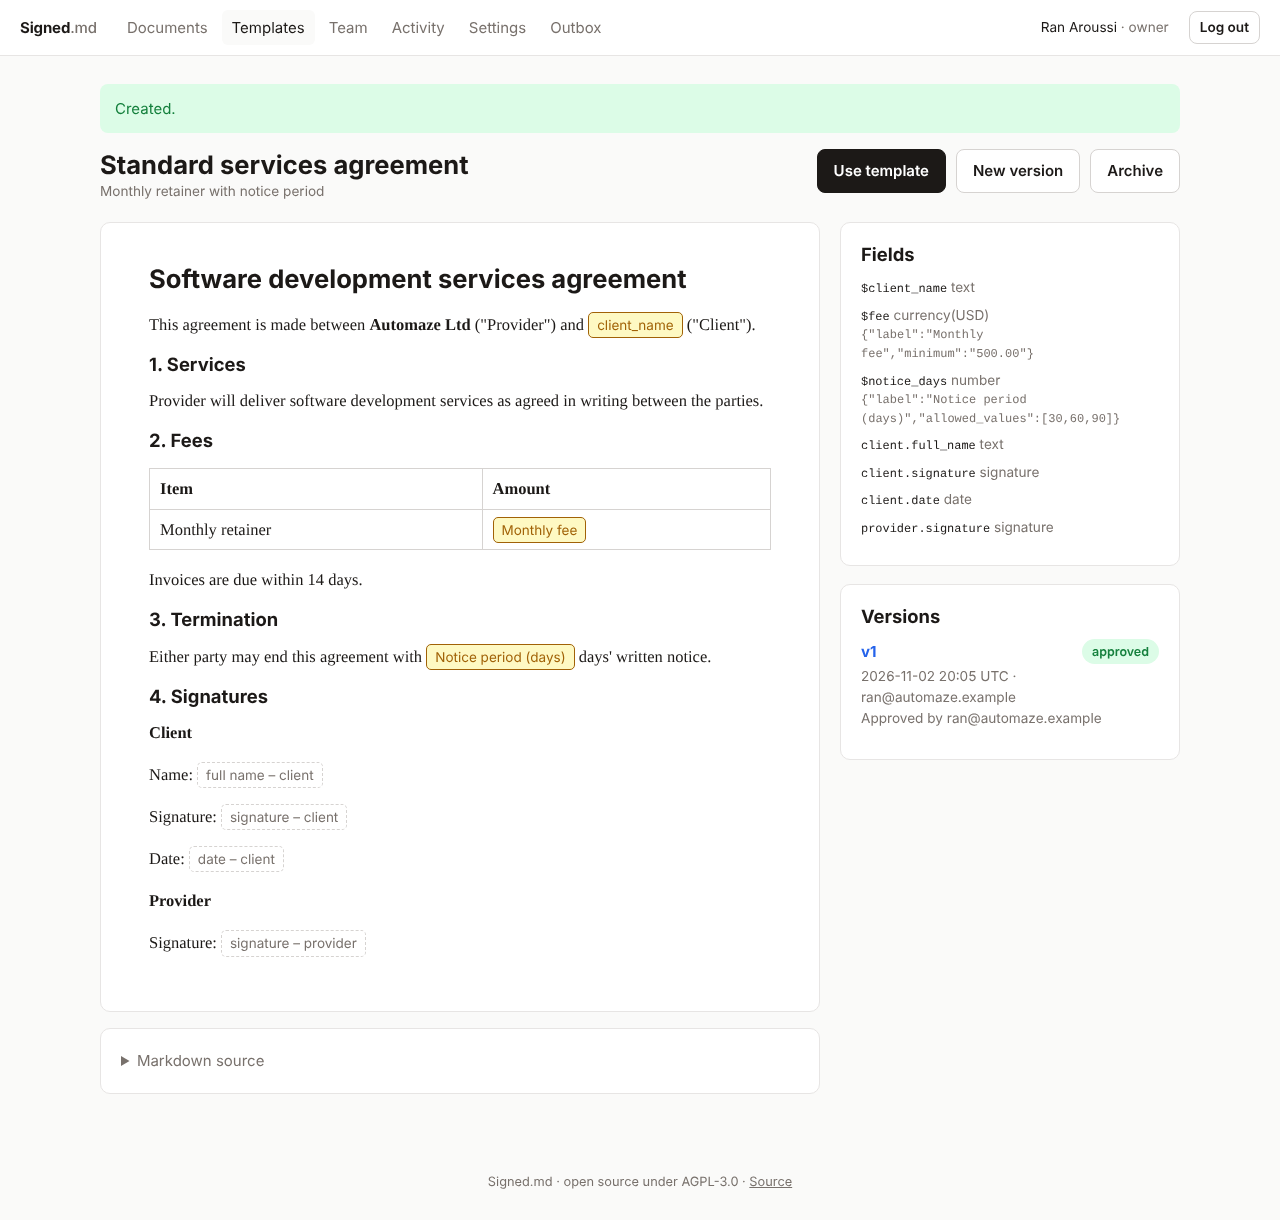 Signed.md Documents Templates Team Activity Settings Outbox Ran Aroussi · owner Log out
Created.
Standard services agreement
Monthly retainer with notice period
Use template New version Archive
Software development services agreement
This agreement is made between Automaze Ltd ("Provider") and client_name ("Client").
1. Services
Provider will deliver software development services as agreed in writing between the parties.
2. Fees
Item Amount
Monthly retainer Monthly fee
Invoices are due within 14 days.
3. Termination
Either party may end this agreement with Notice period (days) days' written notice.
4. Signatures
Client
Name: full name – client
Signature: signature – client
Date: date – client
Provider
Signature: signature – provider
Markdown source
Fields
$client_name text
$fee currency(USD)
{"label":"Monthly
fee","minimum":"500.00"}
$notice_days number
{"label":"Notice period
(days)","allowed_values":[30,60,90]}
client.full_name text
client.signature signature
client.date date
provider.signature signature
Versions
v1 approved
2026-11-02 20:05 UTC ·
ran@automaze.example
Approved by ran@automaze.example
Signed.md · open source under AGPL-3.0 · Source